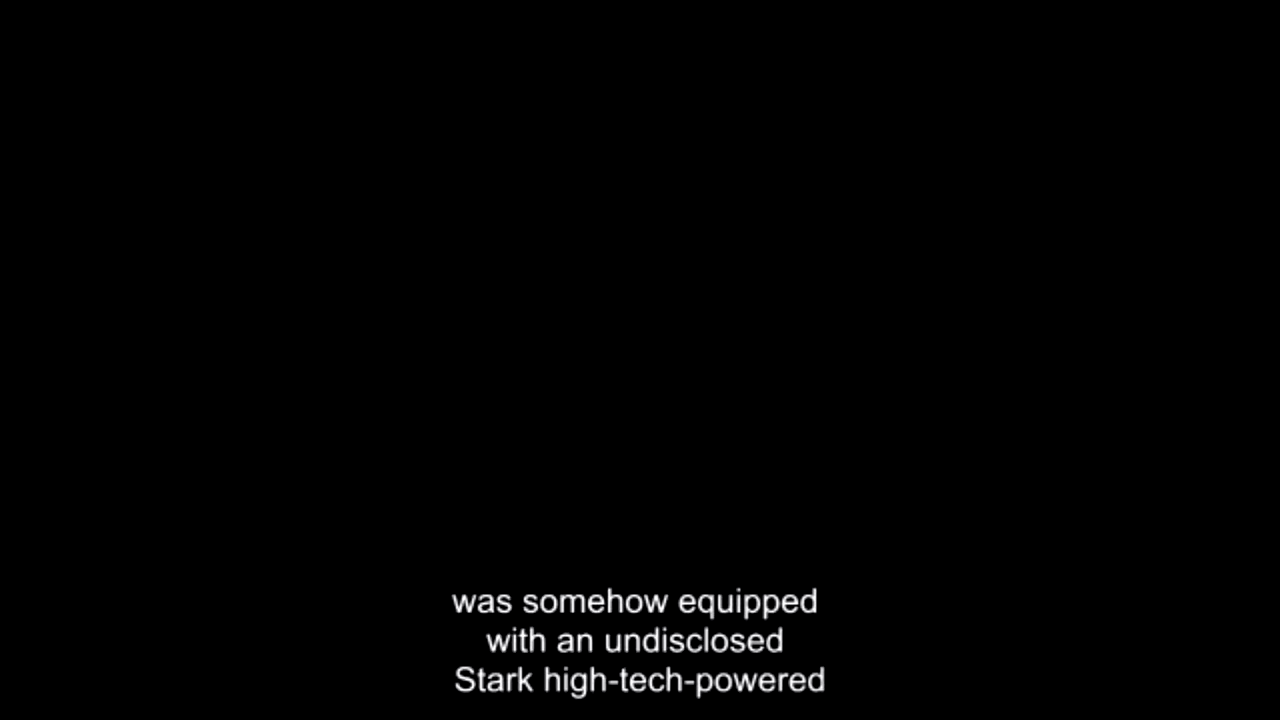 was somehow equipped
with an undisclosed
Stark high-tech-powered